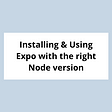 Installing & Using
Expo with the right
Node version